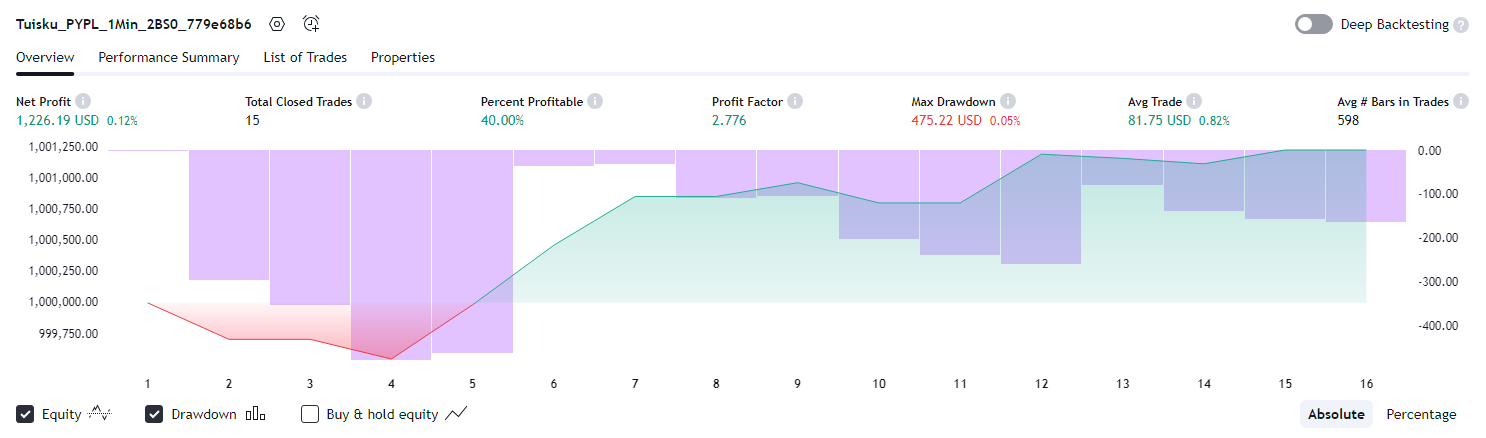 Tuisku_PYPL_1Min_2BS0_779e68b6 Deep Backtesting ?
Overview Performance Summary List of Trades Properties
Net Profit Total Closed Trades Percent Profitable Profit Factor Max Drawdown Avg Trade Avg # Bars in Trades
1,226.19 USD 0.12% 15 40.00% 2.776 475.22 USD 0.05% 81.75 USD 0.82% 598
1,001,250.00 0.00
1,001,000.00 -100.00
1,000,750.00 -200.00
1,000,500.00 -300.00
1,000,250.00 -400.00
1,000,000.00
999,750.00
1 2 3 4 5 6 7 8 9 10 11 12 13 14 15 16
Equity Drawdown Buy & hold equity Absolute Percentage